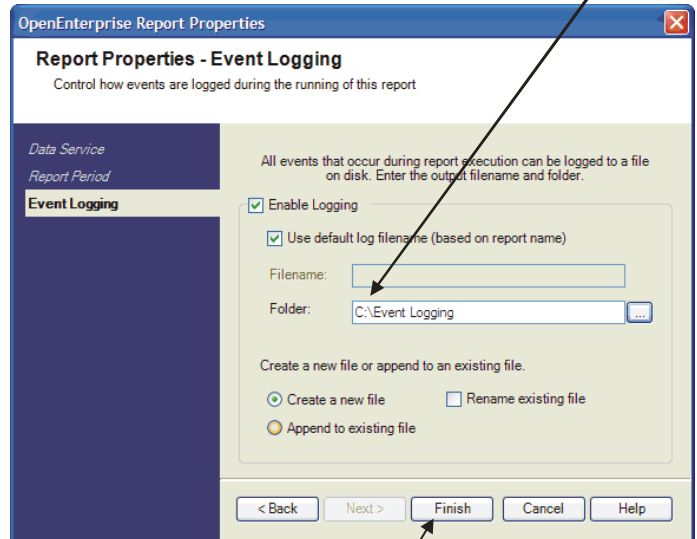 OpenEnterprise Report Properties
Report Properties - Event Logging
Control how events are logged during the running of this report
Data Service
Report Period
Event Logging
All events that occur during report execution can be logged to a file
on disk. Enter the output filename and folder.
Enable Logging
Use default log filename (based on report name)
Filename:
Folder: C:\Event Logging ...
Create a new file or append to an existing file.
Create a new file Rename existing file
Append to existing file
< Back Next > Finish Cancel Help